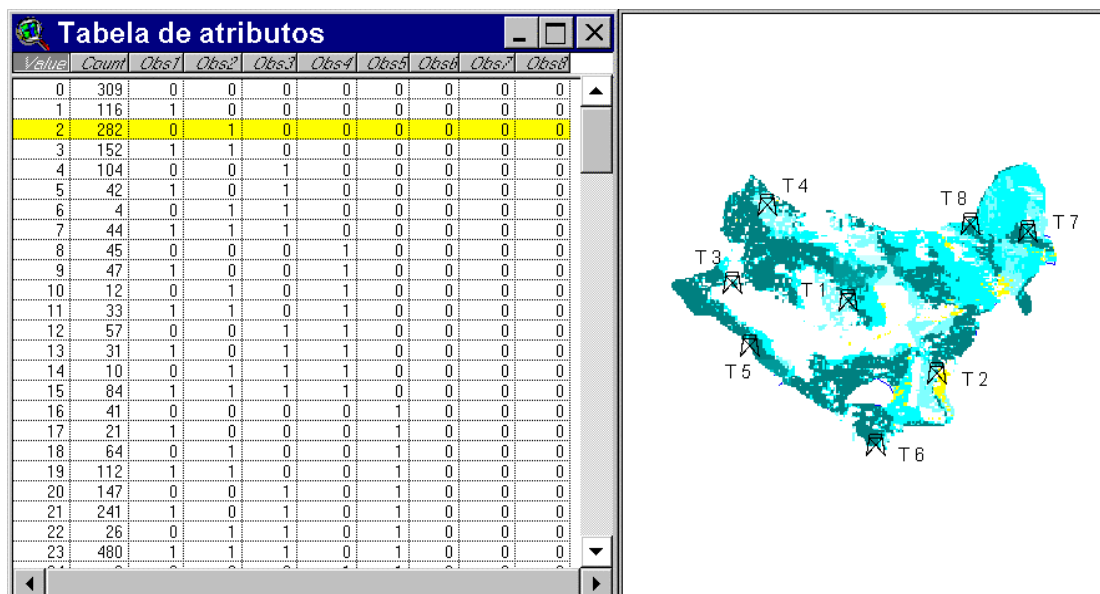 Tabela de atributos
Value Count Obs1 Obs2 Obs3 Obs4 Obs5 Obs6 Obs7 Obs8
0 309 0 0 0 0 0 0 0 0
1 116 1 0 0 0 0 0 0 0
2 282 0 1 0 0 0 0 0 0
3 152 1 1 0 0 0 0 0 0
4 104 0 0 1 0 0 0 0 0
5 42 1 0 1 0 0 0 0 0
6 4 0 1 1 0 0 0 0 0
7 44 1 1 1 0 0 0 0 0
8 45 0 0 0 1 0 0 0 0
9 47 1 0 0 1 0 0 0 0
10 12 0 1 0 1 0 0 0 0
11 33 1 1 0 1 0 0 0 0
12 57 0 0 1 1 0 0 0 0
13 31 1 0 1 1 0 0 0 0
14 10 0 1 1 1 0 0 0 0
15 84 1 1 1 1 0 0 0 0
16 41 0 0 0 0 1 0 0 0
17 21 1 0 0 0 1 0 0 0
18 64 0 1 0 0 1 0 0 0
19 112 1 1 0 0 1 0 0 0
20 147 0 0 1 0 1 0 0 0
21 241 1 0 1 0 1 0 0 0
22 26 0 1 1 0 1 0 0 0
23 480 1 1 1 0 1 0 0 0
T4
T8
T7
T3
T1
T5
T2
T6